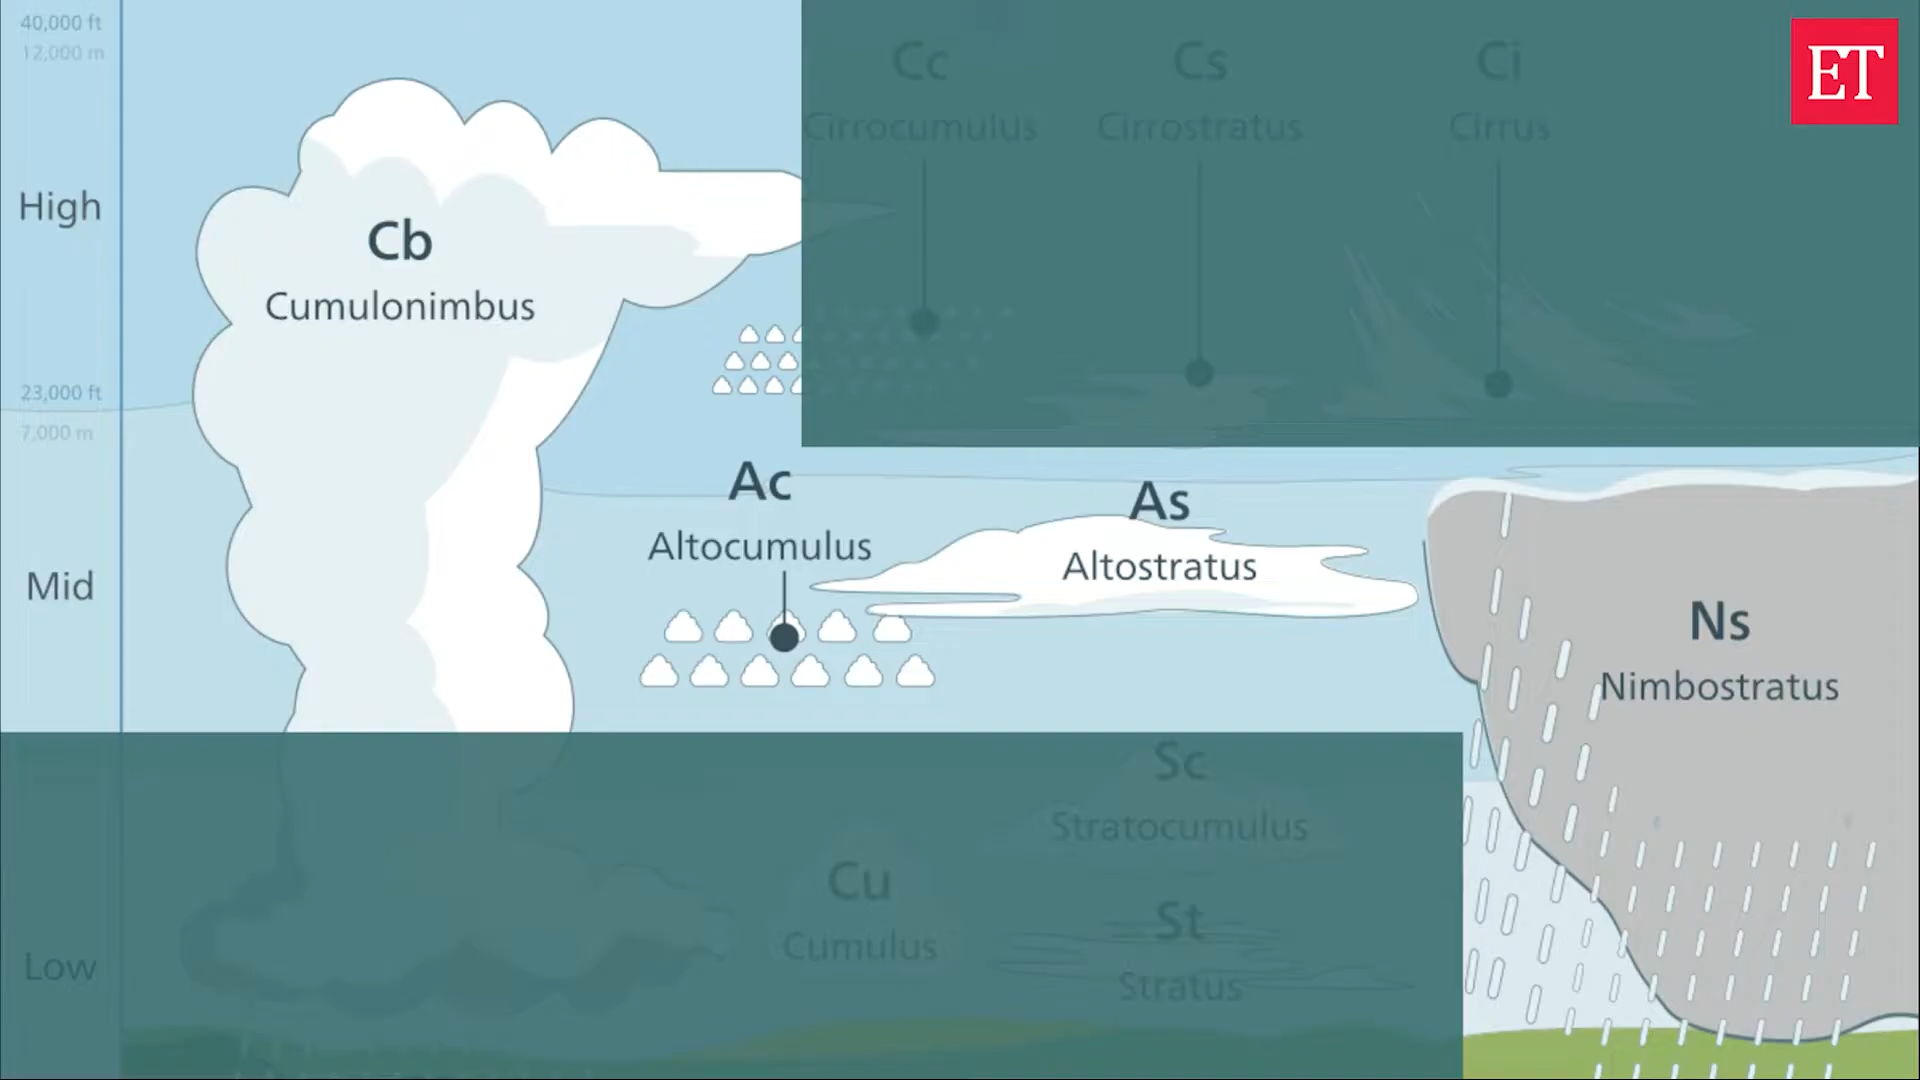 40,000 ft
12,000 m
Cc
Cirrocumulus
Cs
Cirrostratus
Ci
Cirrus
ET
High
Cb
Cumulonimbus
23,000 ft
7,000 m
Ac
Altocumulus
As
Altostratus
Mid
Ns
Nimbostratus
Sc
Stratocumulus
Cu
Cumulus
St
Stratus
Low